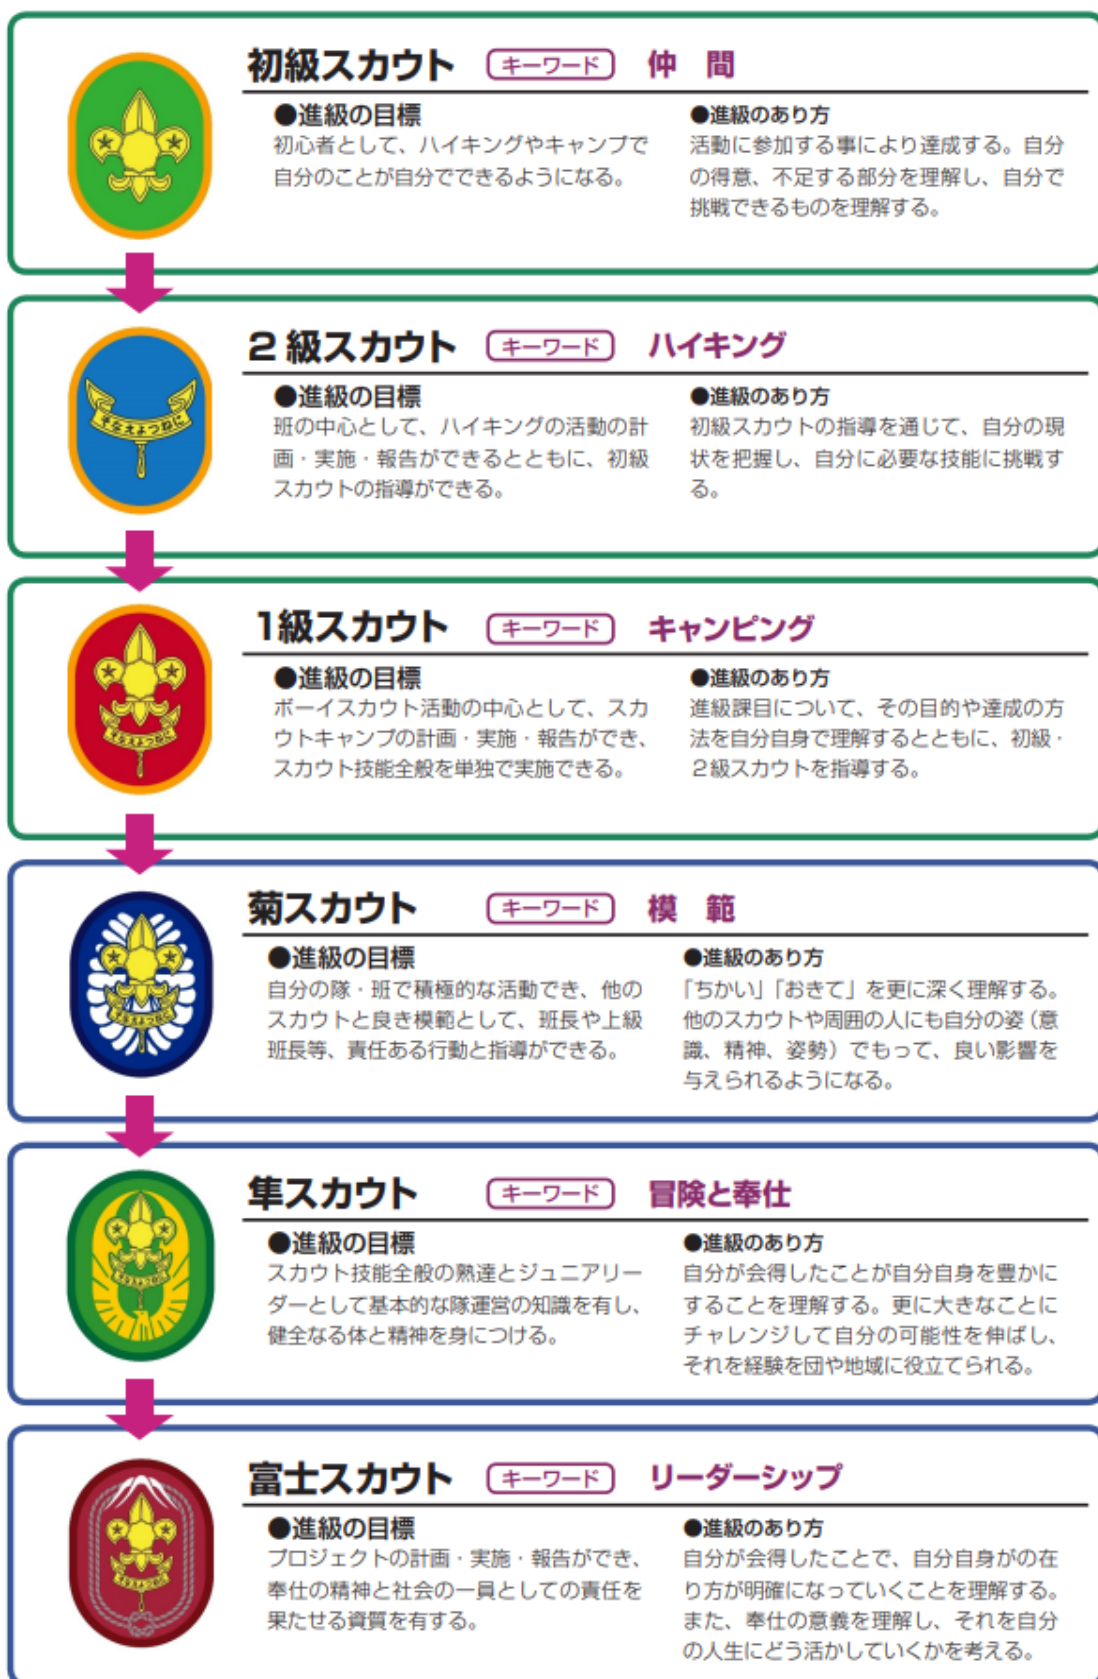 初級スカウト キーワード 仲 間
●進級の目標
初心者として、ハイキングやキャンプで
自分のことが自分でできるようになる。
●進級のあり方
活動に参加する事により達成する。自分
の得意、不足する部分を理解し、自分で
挑戦できるものを理解する。
そなえよつねに
2級スカウト キーワード ハイキング
●進級の目標
班の中心として、ハイキングの活動の計
画・実施・報告ができるとともに、初級
スカウトの指導ができる。
●進級のあり方
初級スカウトの指導を通じて、自分の現
状を把握し、自分に必要な技能に挑戦す
る。
そなえよつねに
1級スカウト キーワード キャンピング
●進級の目標
ボーイスカウト活動の中心として、スカ
ウトキャンプの計画・実施・報告ができ、
スカウト技能全般を単独で実施できる。
●進級のあり方
進級課目について、その目的や達成の方
法を自分自身で理解するとともに、初級・
2級スカウトを指導する。
そなえよつねに
菊スカウト キーワード 模 範
●進級の目標
自分の隊・班で積極的な活動でき、他の
スカウトと良き模範として、班長や上級
班長等、責任ある行動と指導ができる。
●進級のあり方
「ちかい」「おきて」を更に深く理解する。
他のスカウトや周囲の人にも自分の姿（意
識、精神、姿勢）でもって、良い影響を
与えられるようになる。
そなえよつねに
隼スカウト キーワード 冒険と奉仕
●進級の目標
スカウト技能全般の熟達とジュニアリー
ダーとして基本的な隊運営の知識を有し、
健全なる体と精神を身につける。
●進級のあり方
自分が会得したことが自分自身を豊かに
することを理解する。更に大きなことに
チャレンジして自分の可能性を伸ばし、
それを経験を団や地域に役立てられる。
そなえよつねに
富士スカウト キーワード リーダーシップ
●進級の目標
プロジェクトの計画・実施・報告ができ、
奉仕の精神と社会の一員としての責任を
果たせる資質を有する。
●進級のあり方
自分が会得したことで、自分自身がの在
り方が明確になっていくことを理解する。
また、奉仕の意義を理解し、それを自分
の人生にどう活かしていくかを考える。